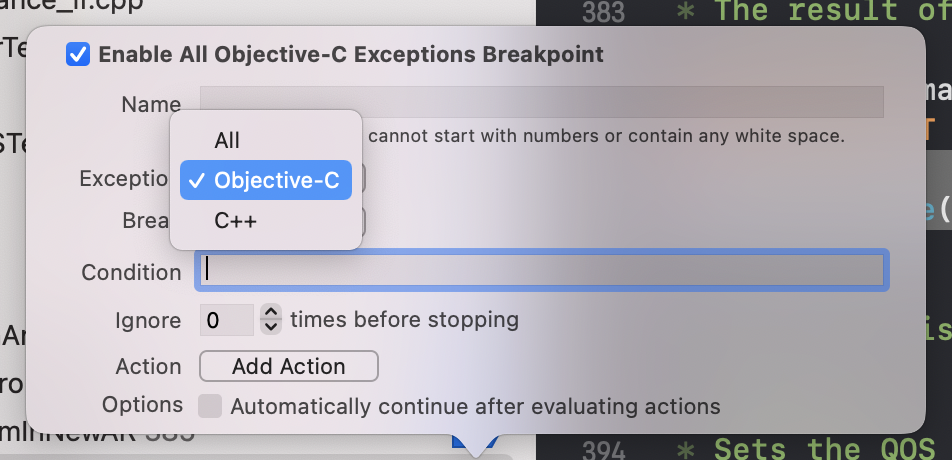 ance_ll.cpp
383 * The result of
Enable All Objective-C Exceptions Breakpoint
Name
cannot start with numbers or contain any white space.
All
Exceptio
Objective-C
Brea
C++
Condition
Ignore 0 times before stopping
Action Add Action
Options Automatically continue after evaluating actions
394 * Sets the QOS